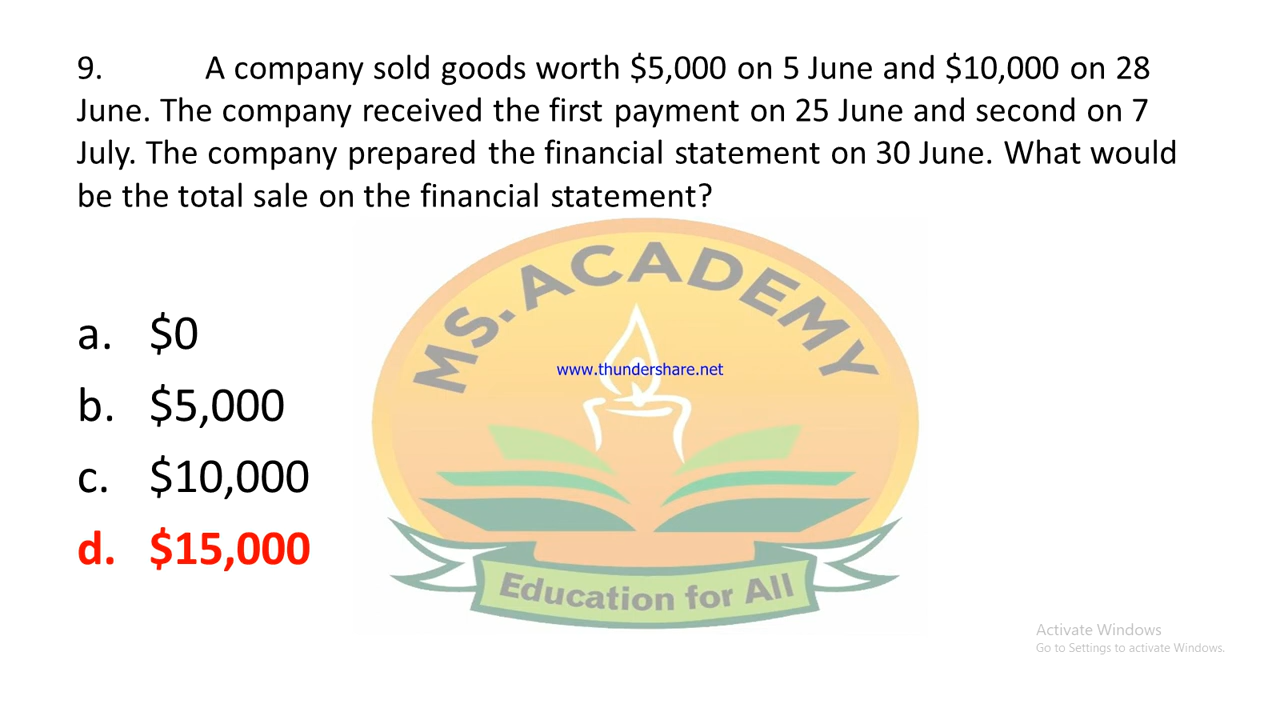 9. A company sold goods worth $5,000 on 5 June and $10,000 on 28
June. The company received the first payment on 25 June and second on 7
July. The company prepared the financial statement on 30 June. What would
be the total sale on the financial statement?
MS. ACADEMY
a. $0
www.thundershare.net
b. $5,000
c. $10,000
d. $15,000
Education for All
Activate Windows
Go to Settings to activate Windows.